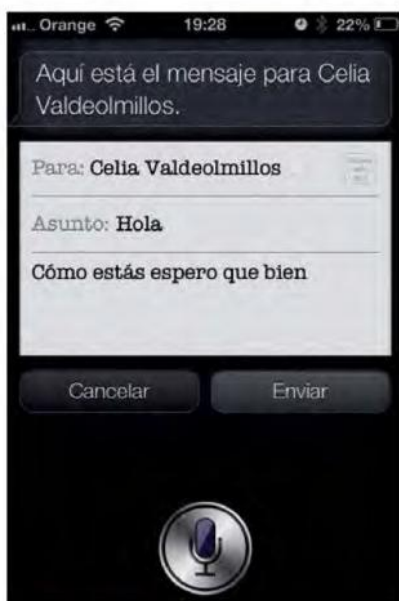 Orange 19:28 22%
Aquí está el mensaje para Celia
Valdeolmillos.
Para: Celia Valdeolmillos
Asunto: Hola
Cómo estás espero que bien
Cancelar Enviar